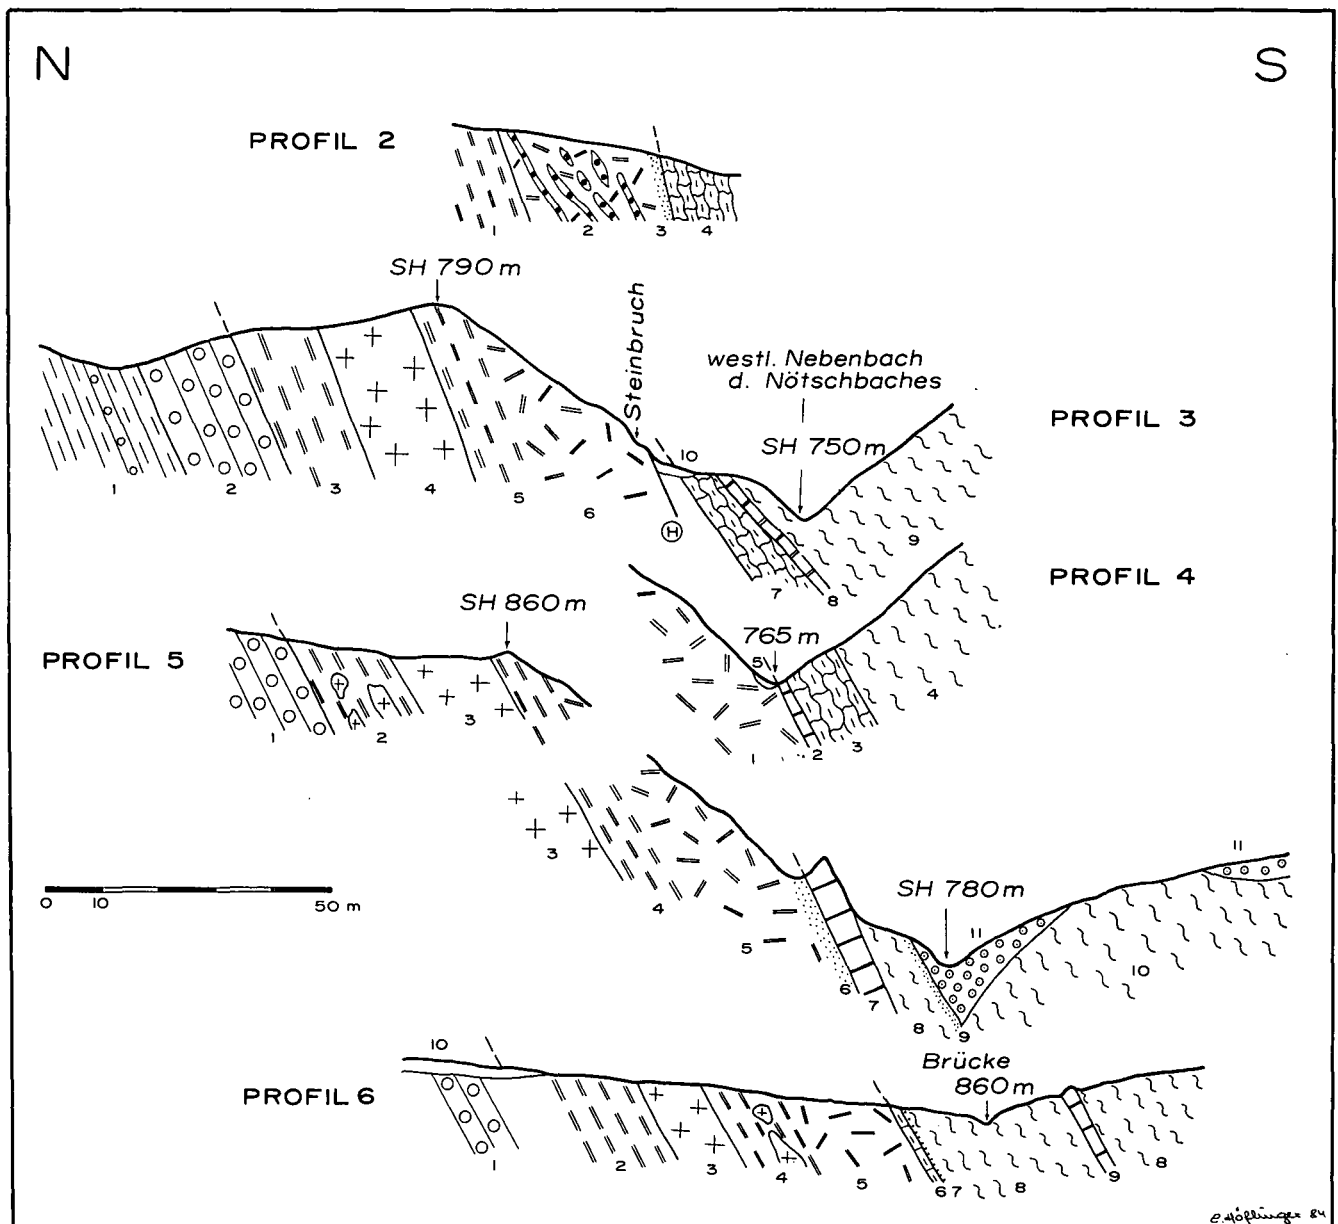 N
S
PROFIL 2
1 2 3 4
SH 790 m
Steinbruch
westl. Nebenbach
d. Nötschbaches
PROFIL 3
10
SH 750 m
1 2 3 4 5 6
H
7 8 9
PROFIL 4
SH 860 m
765 m
PROFIL 5
5
1 2 3
1 2 3 4
3 4 5 6 7 8 9 10
11
SH 780 m
11
0 10 50 m
10
Brücke
860 m
PROFIL 6
1 2 3 4 5 6 7 8 9 8
e. Höflinger 84